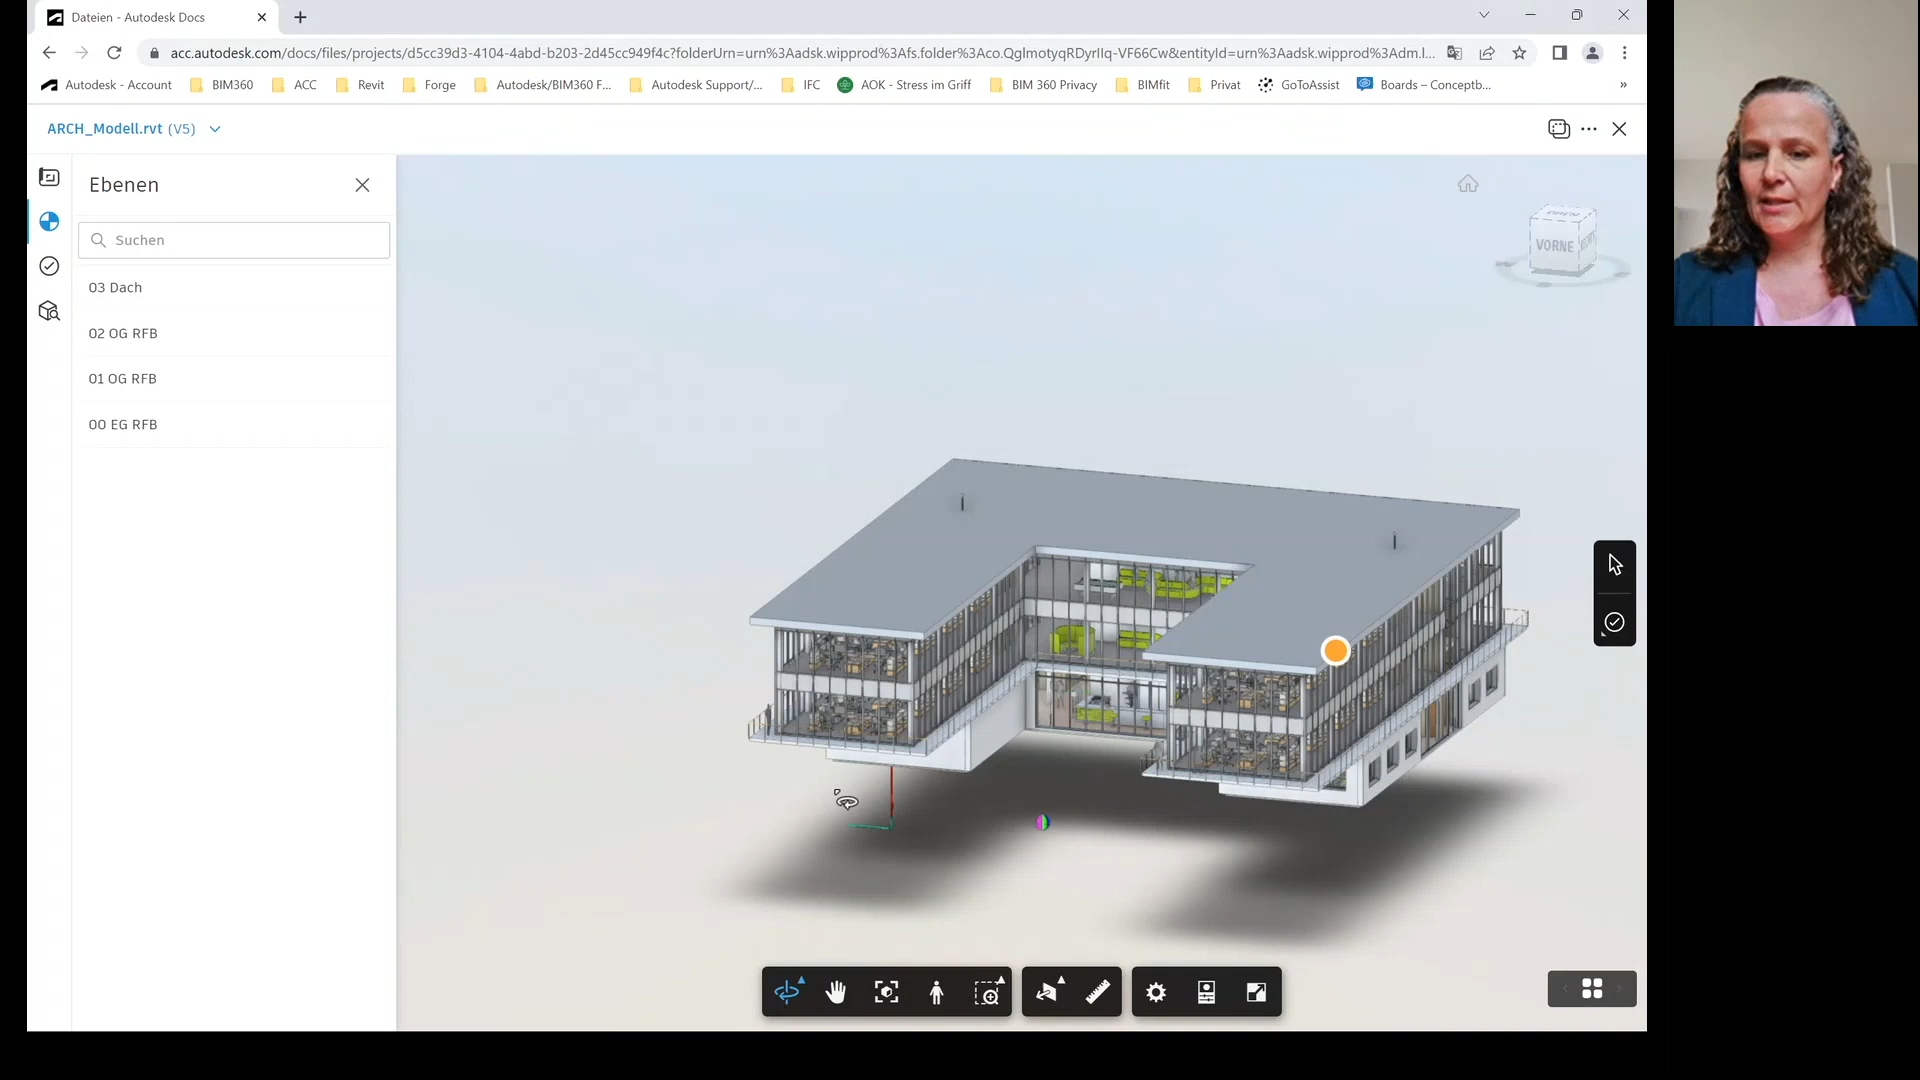 Dateien - Autodesk Docs
acc.autodesk.com/docs/files/projects/d5cc39d3-4104-4abd-b203-2d45cc949f4c?folderUrn=urn%3Aadsk.wipprod%3Afs.folder%3Aco.QglmotyqRDyrIlq-VF66Cw&entityId=urn%3Aadsk.wipprod%3Adm.l...
Autodesk - Account BIM360 ACC Revit Forge Autodesk/BIM360 F... Autodesk Support/... IFC AOK - Stress im Griff BIM 360 Privacy BIMfit Privat GoToAssist Boards – Conceptb... »
ARCH_Modell.rvt (V5)
Ebenen
Suchen
03 Dach
02 OG RFB
01 OG RFB
00 EG RFB
OBEN
VORNE RECHTS